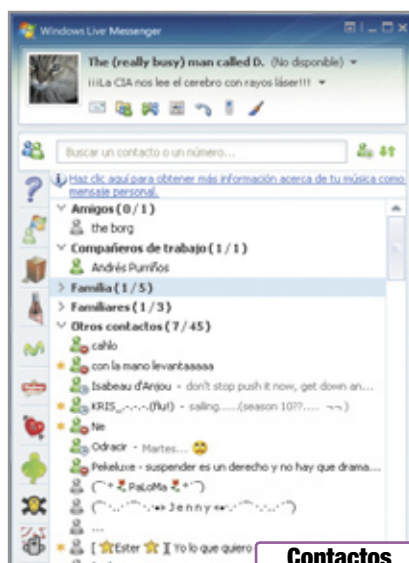 Windows Live Messenger
The (really busy) man called D. (No disponible)
¡¡¡La CIA nos lee el cerebro con rayos láser!!!
Buscar un contacto o un número...
Haz clic aquí para obtener más información acerca de tu música como
mensaje personal.
Amigos (0 / 1)
the borg
Compañeros de trabajo (1 / 1)
Andrés Purriños
Familia (1 / 5)
Familiares (1 / 3)
Otros contactos (7 / 45)
cahlo
con la mano levantaaaaa
Isabeau d'Anjou - don't stop push it now, get down an...
KRIS_.-.-.(flu!) - sailing.....(season 10??.... ¬¬)
Ne
Odracir - Martes...
Pekeluxe - suspender es un derecho y no hay que drama...
PaLoMa
J e n n y
...
[ Ester ] Yo lo que quiero
Contactos